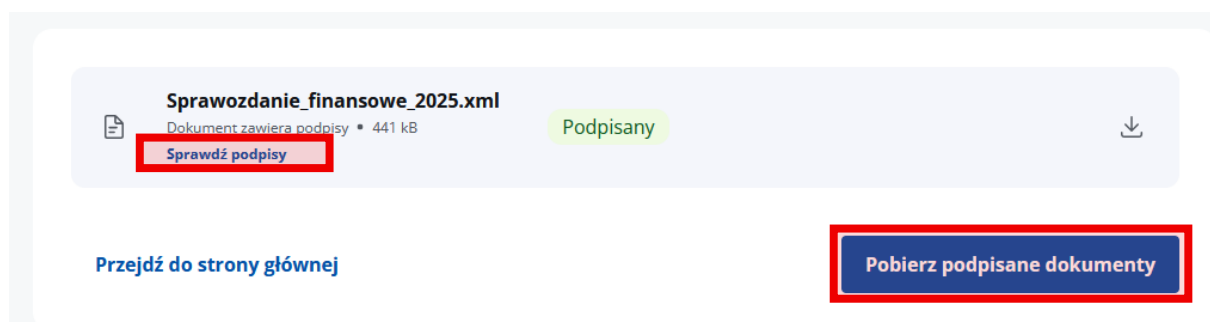 Sprawozdanie_finansowe_2025.xml
Dokument zawiera podpisy • 441 kB
Sprawdź podpisy
Podpisany
Przejdź do strony głównej
Pobierz podpisane dokumenty